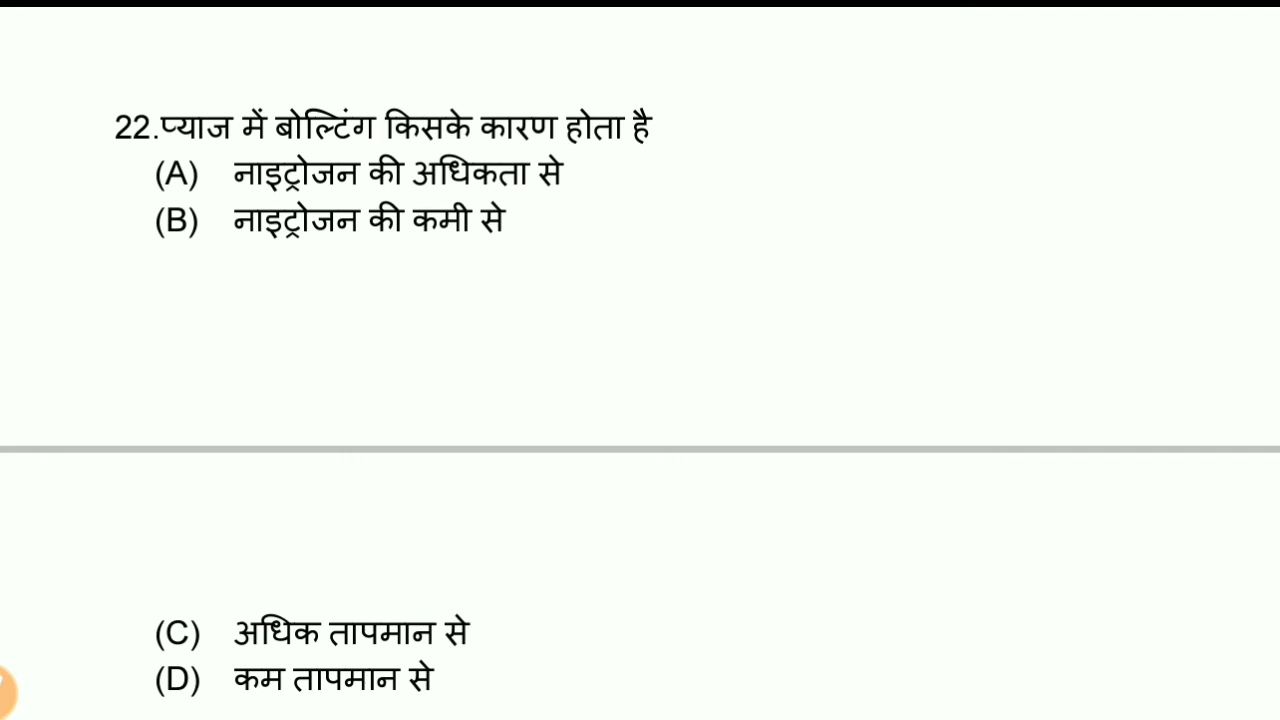 22.प्याज में बोल्टिंग किसके कारण होता है
(A) नाइट्रोजन की अधिकता से
(B) नाइट्रोजन की कमी से
(C) अधिक तापमान से
(D) कम तापमान से